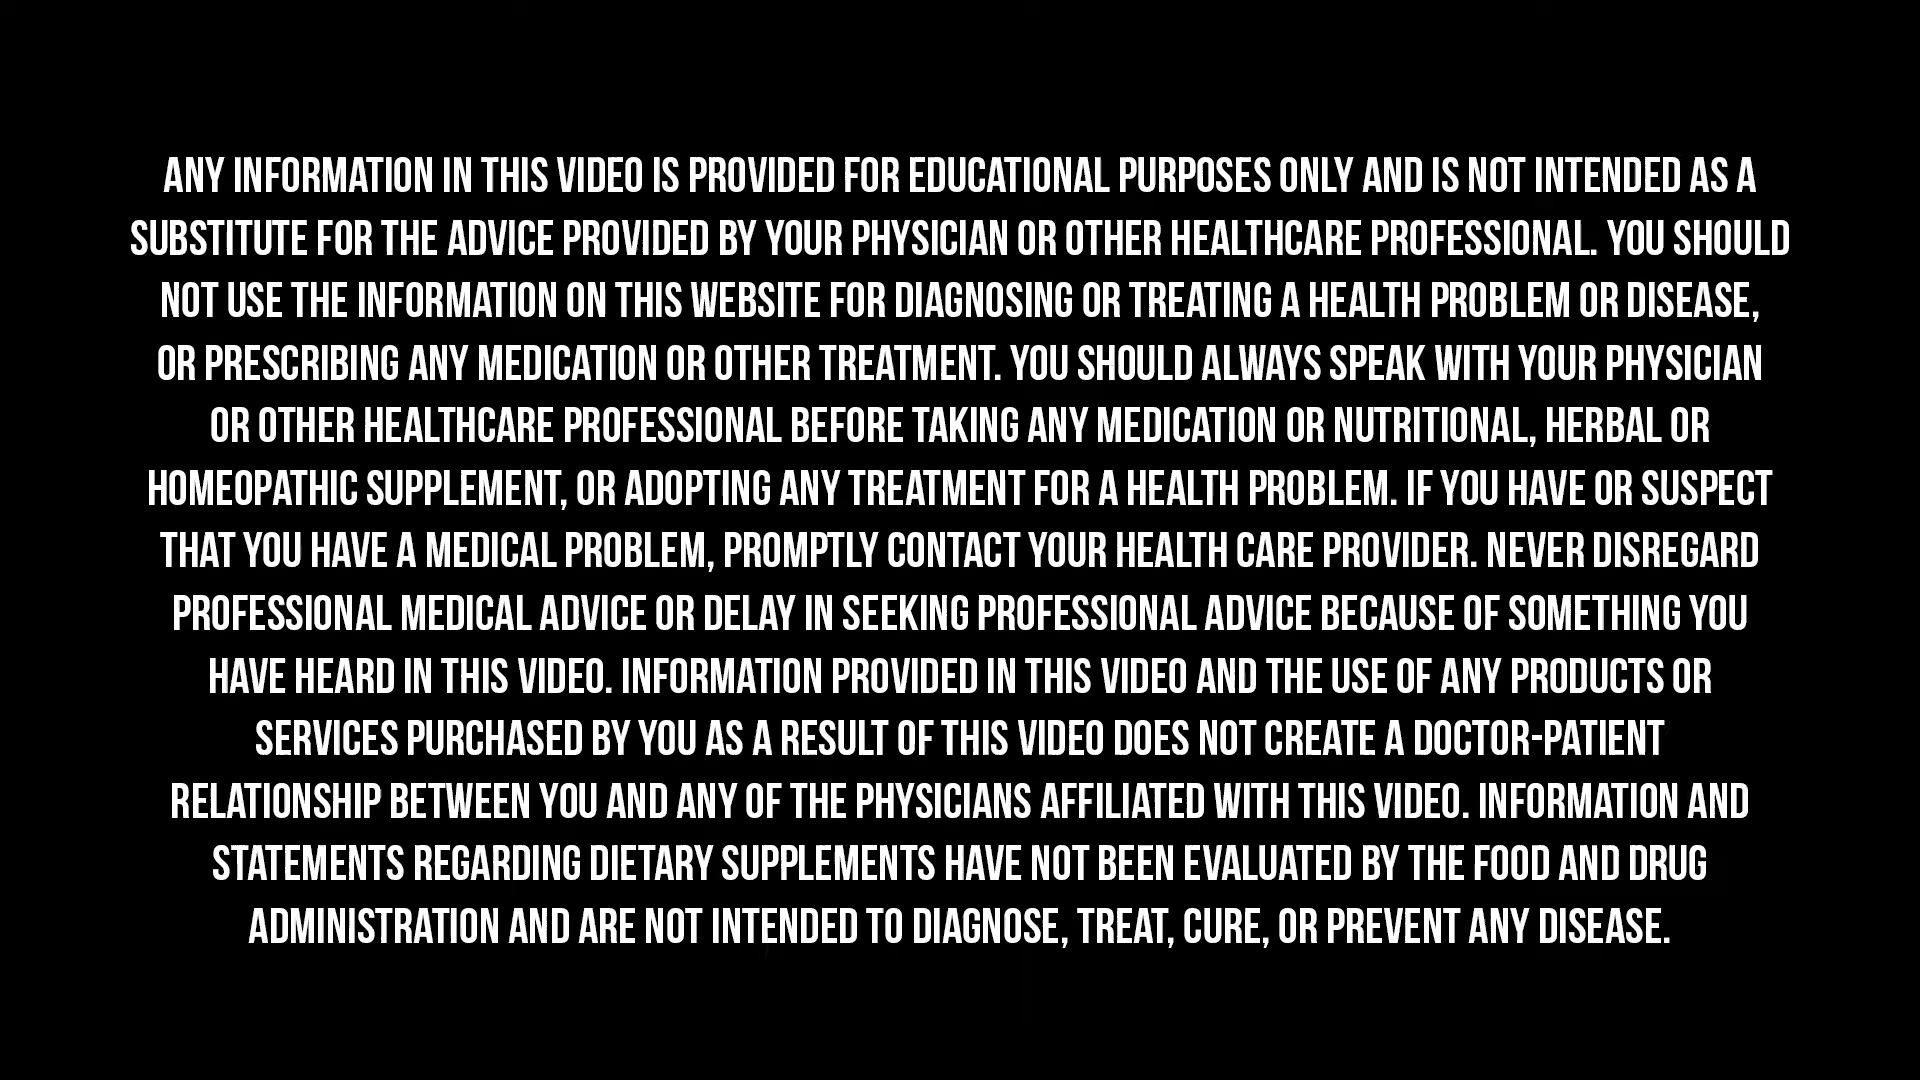 ANY INFORMATION IN THIS VIDEO IS PROVIDED FOR EDUCATIONAL PURPOSES ONLY AND IS NOT INTENDED AS A
SUBSTITUTE FOR THE ADVICE PROVIDED BY YOUR PHYSICIAN OR OTHER HEALTHCARE PROFESSIONAL. YOU SHOULD
NOT USE THE INFORMATION ON THIS WEBSITE FOR DIAGNOSING OR TREATING A HEALTH PROBLEM OR DISEASE,
OR PRESCRIBING ANY MEDICATION OR OTHER TREATMENT. YOU SHOULD ALWAYS SPEAK WITH YOUR PHYSICIAN
OR OTHER HEALTHCARE PROFESSIONAL BEFORE TAKING ANY MEDICATION OR NUTRITIONAL, HERBAL OR
HOMEOPATHIC SUPPLEMENT, OR ADOPTING ANY TREATMENT FOR A HEALTH PROBLEM. IF YOU HAVE OR SUSPECT
THAT YOU HAVE A MEDICAL PROBLEM, PROMPTLY CONTACT YOUR HEALTH CARE PROVIDER. NEVER DISREGARD
PROFESSIONAL MEDICAL ADVICE OR DELAY IN SEEKING PROFESSIONAL ADVICE BECAUSE OF SOMETHING YOU
HAVE HEARD IN THIS VIDEO. INFORMATION PROVIDED IN THIS VIDEO AND THE USE OF ANY PRODUCTS OR
SERVICES PURCHASED BY YOU AS A RESULT OF THIS VIDEO DOES NOT CREATE A DOCTOR-PATIENT
RELATIONSHIP BETWEEN YOU AND ANY OF THE PHYSICIANS AFFILIATED WITH THIS VIDEO. INFORMATION AND
STATEMENTS REGARDING DIETARY SUPPLEMENTS HAVE NOT BEEN EVALUATED BY THE FOOD AND DRUG
ADMINISTRATION AND ARE NOT INTENDED TO DIAGNOSE, TREAT, CURE, OR PREVENT ANY DISEASE.